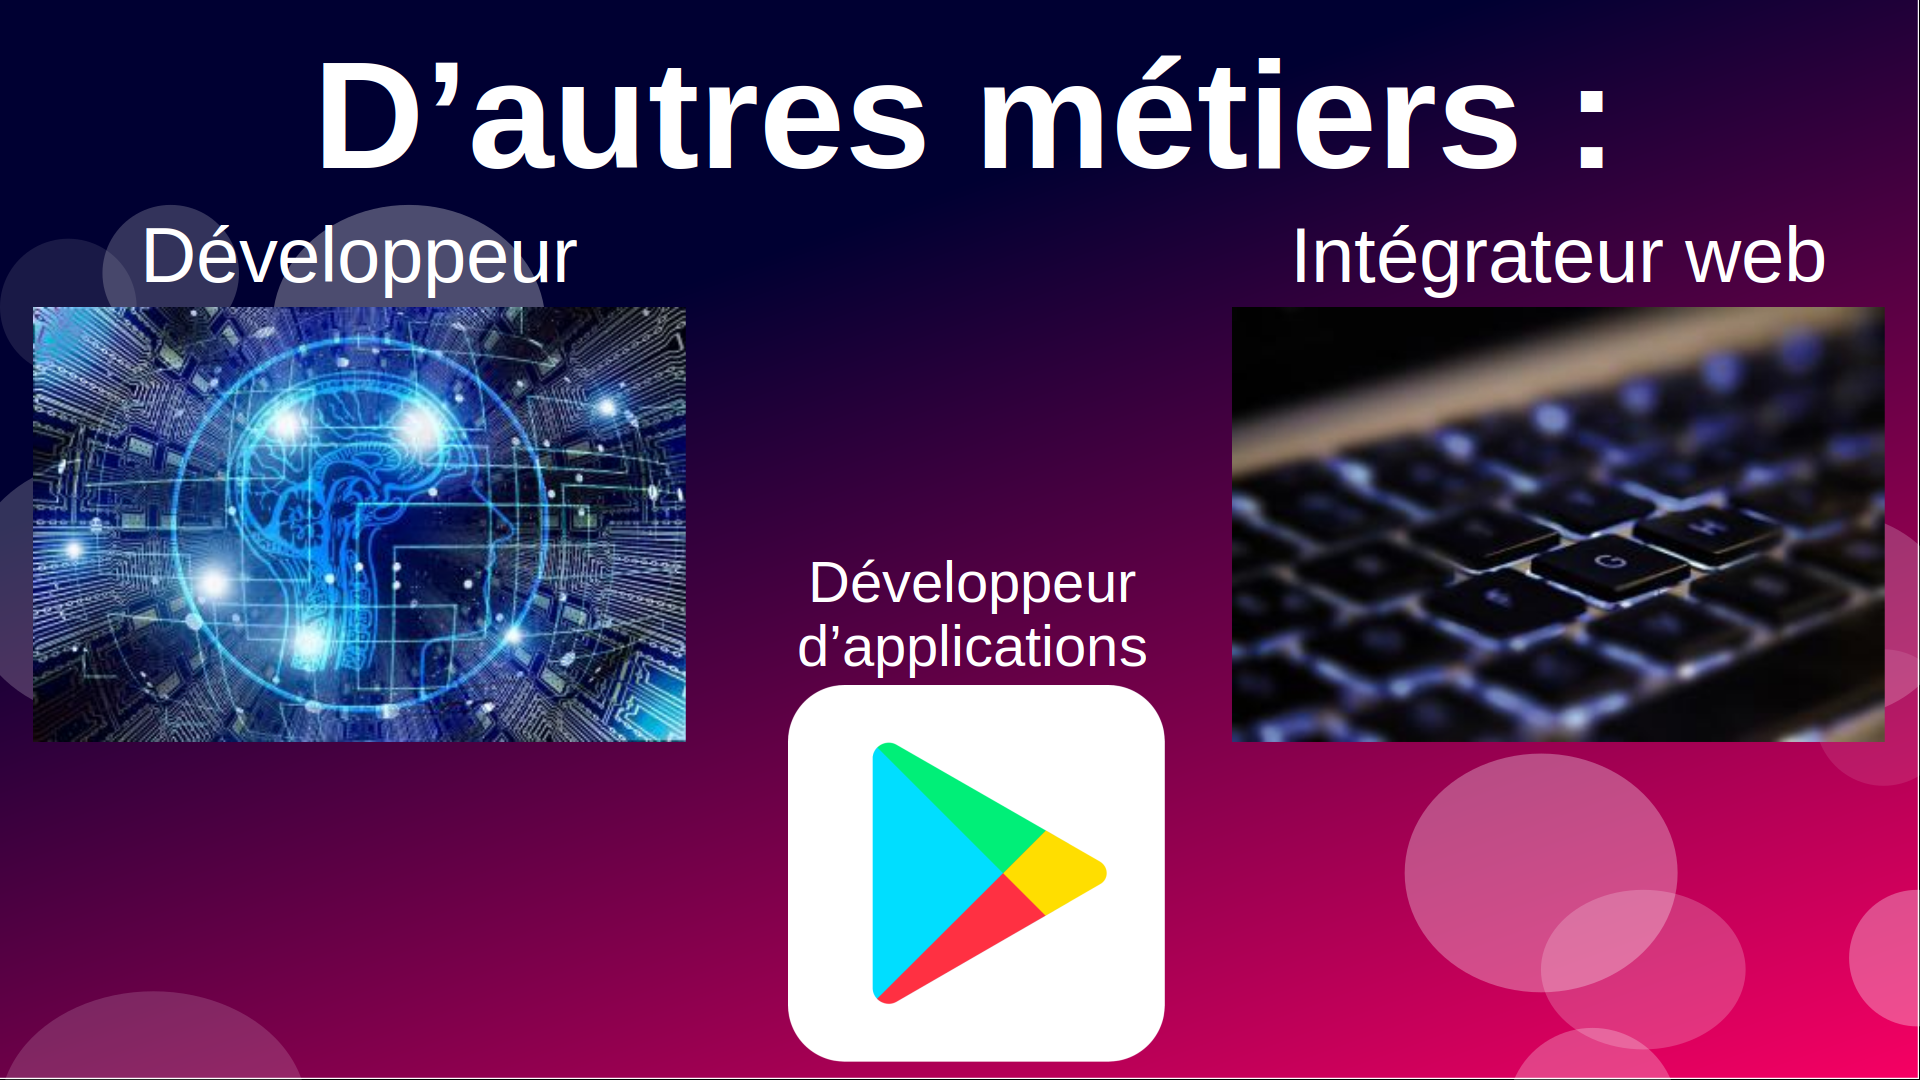 D’autres métiers :
Développeur
Intégrateur web
Développeur
d’applications
G